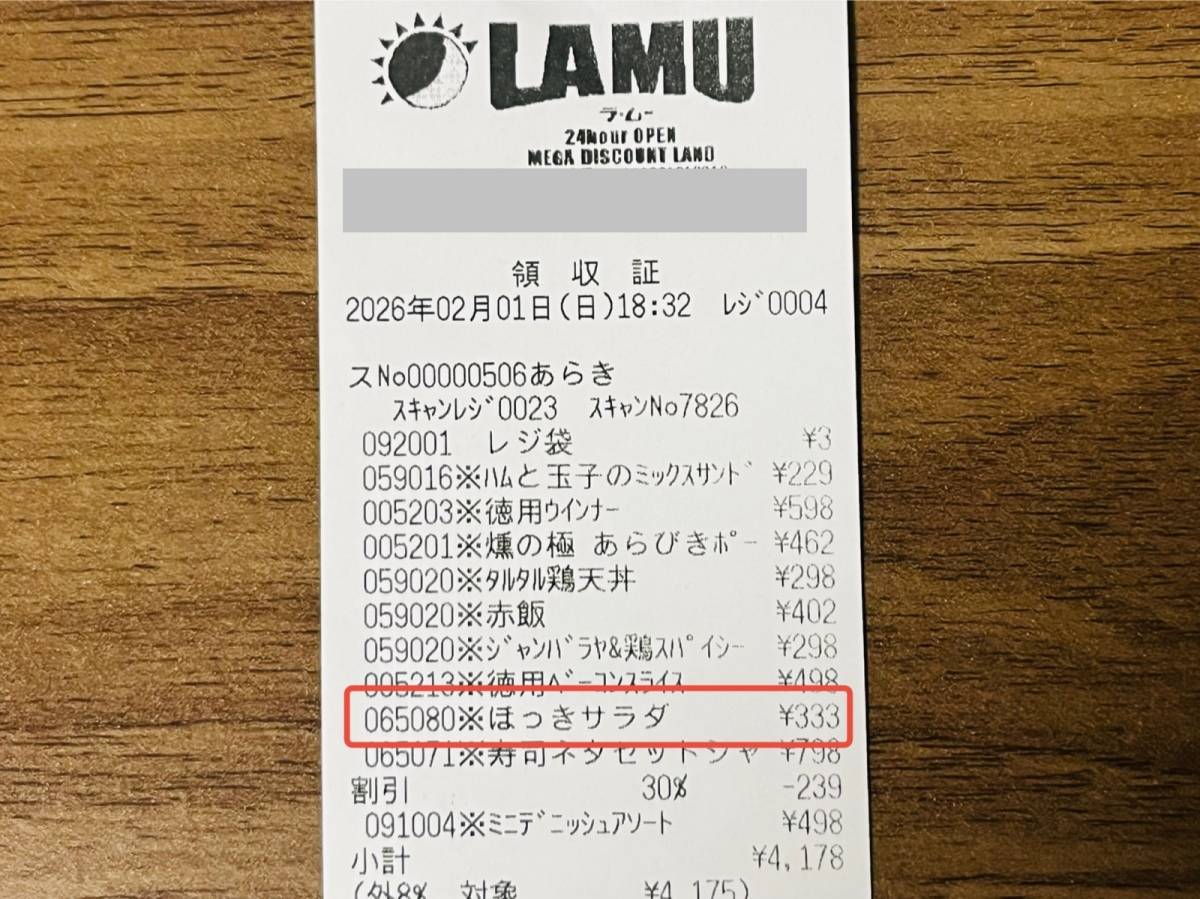 LAMU
ラ・ムー
24Hour OPEN
MEGA DISCOUNT LAND
領収証
2026年02月01日(日)18:32 ﾚｼﾞ0004
スNo00000506あらき
ｽｷｬﾝﾚｼﾞ0023 ｽｷｬﾝNo7826
092001 レジ袋 ¥3
059016※ﾊﾑと玉子のﾐｯｸｽｻﾝﾄﾞ ¥229
005203※徳用ｳｲﾝﾅｰ ¥598
005201※燻の極 あらびきﾎﾟｰ ¥462
059020※ﾀﾙﾀﾙ鶏天丼 ¥298
059020※赤飯 ¥402
059020※ｼﾞｬﾝﾊﾞﾗﾔ&鶏ｽﾊﾟｲｼｰ ¥298
005213※徳用ﾍﾞｰｺﾝｽﾗｲｽ ¥498
065080※ほっきサラダ ¥333
065071※寿司ネタセットシャ ¥798
割引 30% -239
091004※ﾐﾆﾃﾞﾆｯｼｭｱｿｰﾄ ¥498
小計 ¥4,178
(外8% 対象 ¥4,175)